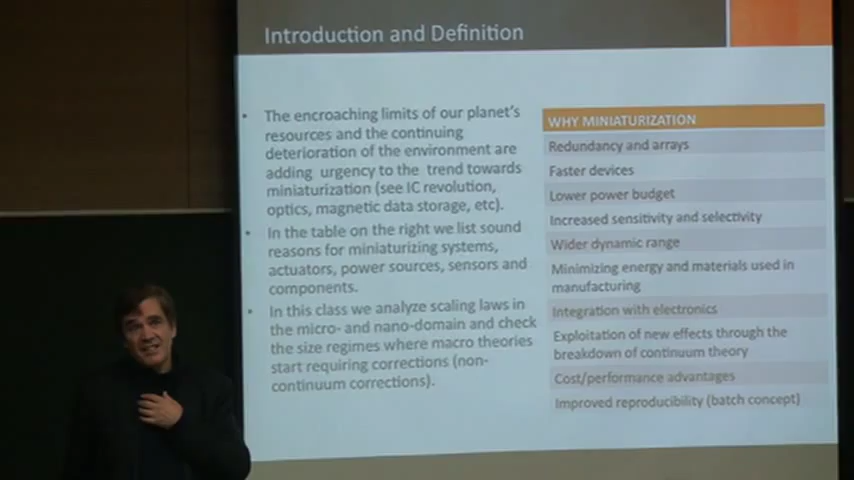 Introduction and Definition
• The encroaching limits of our planet's
resources and the continuing
deterioration of the environment are
adding urgency to the trend towards
miniaturization (see IC revolution,
optics, magnetic data storage, etc).
• In the table on the right we list sound
reasons for miniaturizing systems,
actuators, power sources, sensors and
components.
• In this class we analyze scaling laws in
the micro- and nano-domain and check
the size regimes where macro theories
start requiring corrections (non-
continuum corrections).
WHY MINIATURIZATION
Redundancy and arrays
Faster devices
Lower power budget
Increased sensitivity and selectivity
Wider dynamic range
Minimizing energy and materials used in
manufacturing
Integration with electronics
Exploitation of new effects through the
breakdown of continuum theory
Cost/performance advantages
Improved reproducibility (batch concept)